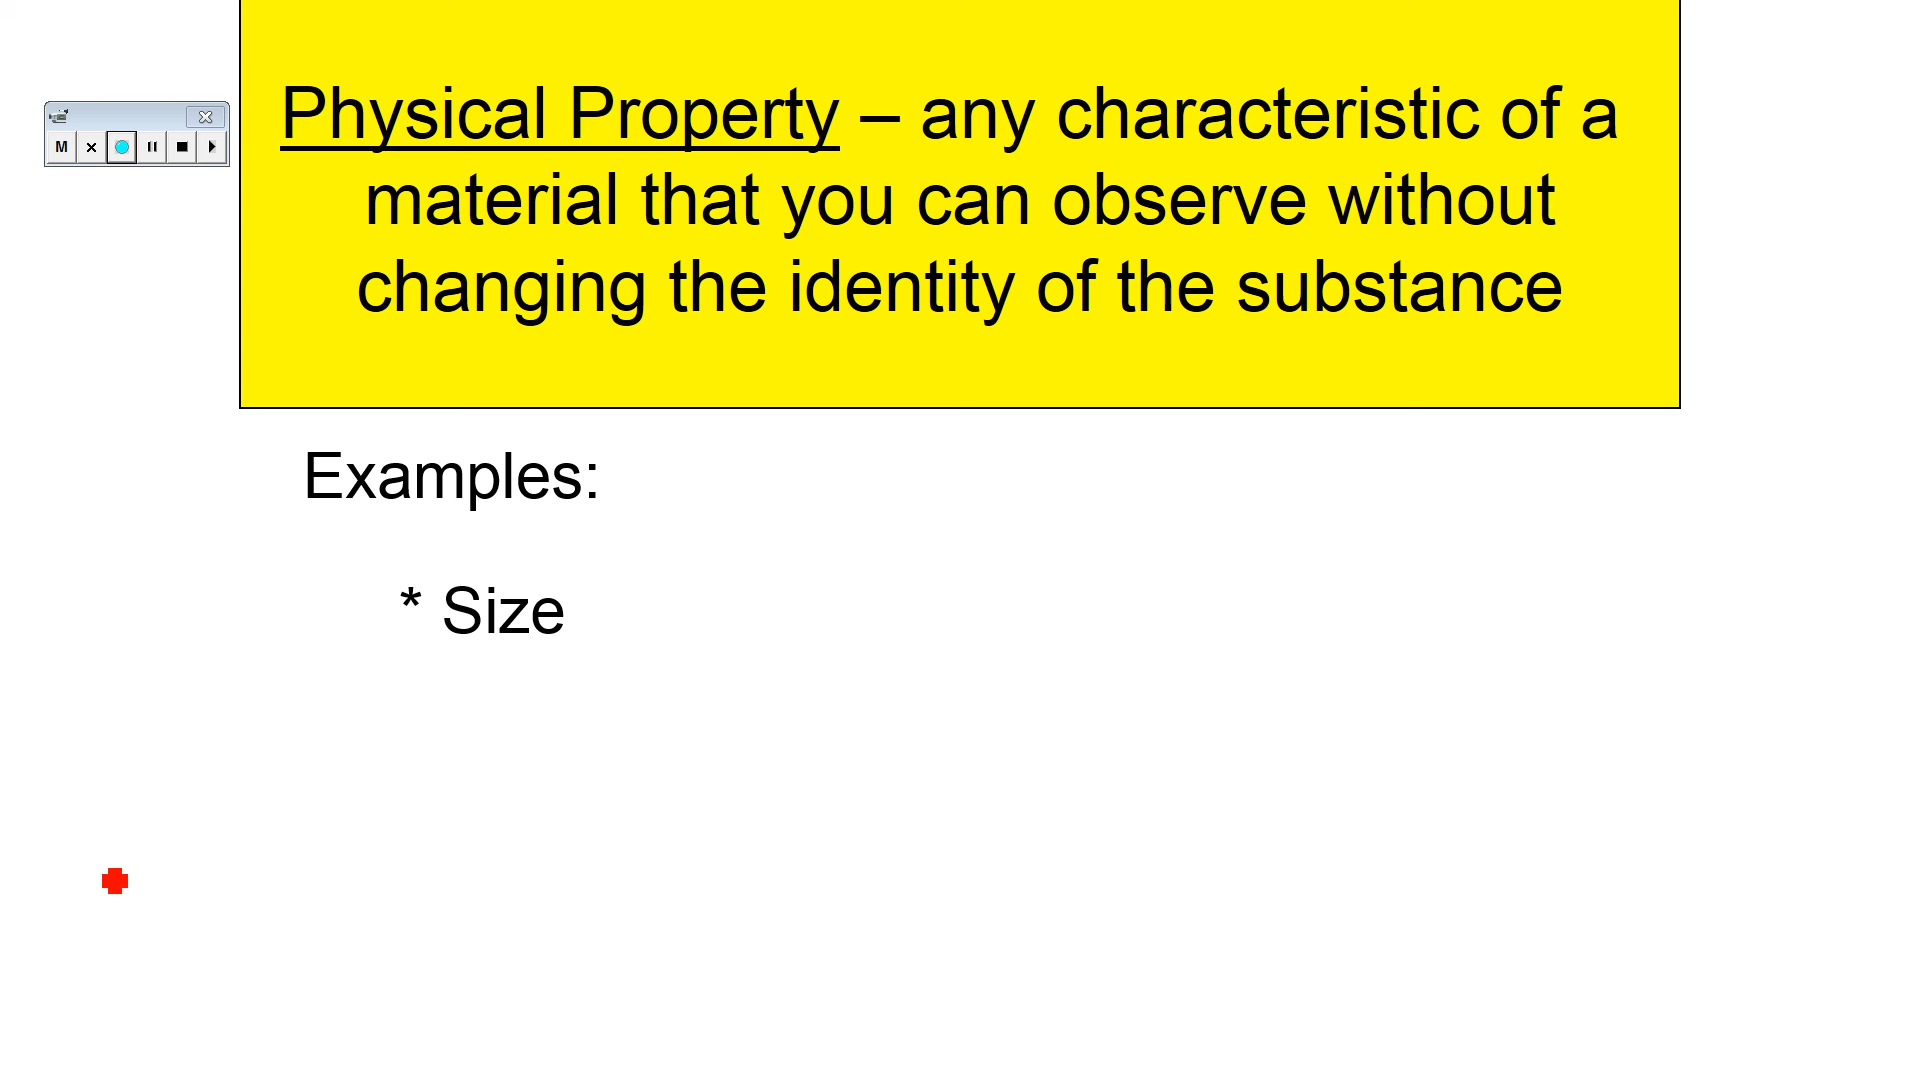 Physical Property – any characteristic of a
material that you can observe without
changing the identity of the substance
M
Examples:
* Size